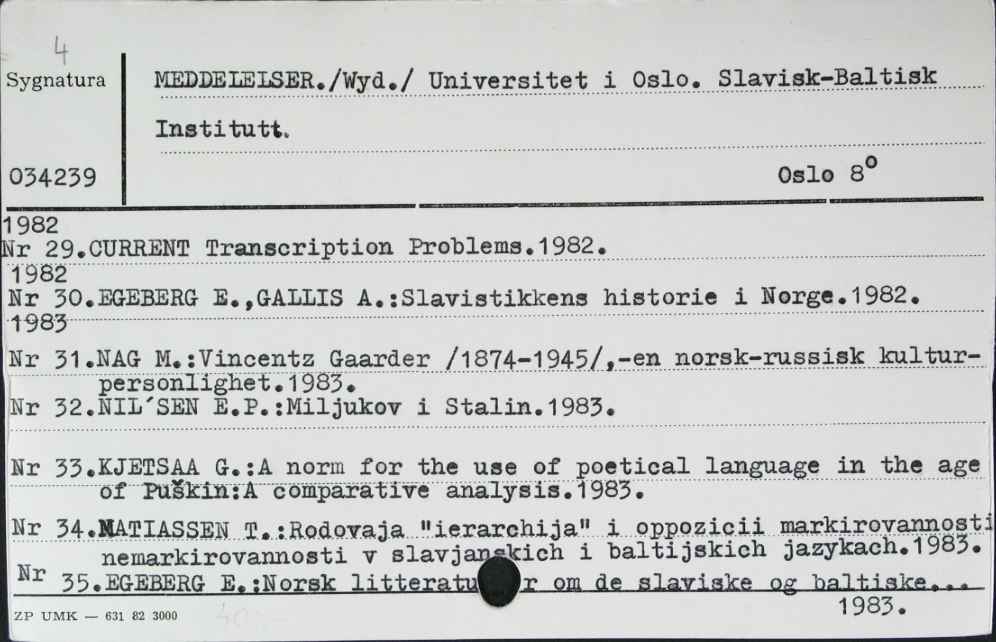 4
Sygnatura
MEDDELELSER./Wyd./ Universitet i Oslo. Slavisk-Baltisk
Institutt.
034239
Oslo 8°
1982
Nr 29.CURRENT Transcription Problems.1982.
1982
Nr 30.EGEBERG E.,GALLIS A.:Slavistikkens historie i Norge.1982.
1983
Nr 31.NAG M.:Vincentz Gaarder /1874-1945/,-en norsk-russisk kultur-
personlighet.1983.
Nr 32.NIL´SEN E.P.:Miljukov i Stalin.1983.
Nr 33.KJETSAA G.:A norm for the use of poetical language in the age
of Puškin:A comparative analysis.1983.
Nr 34.MATIASSEN T.:Rodovaja "ierarchija" i oppozicii markirovannosti
nemarkirovannosti v slavjanskich i baltijskich jazykach.1983.
Nr 35.EGEBERG E.:Norsk litteratur om de slaviske og baltiske...
1983.
ZP UMK — 631 82 3000